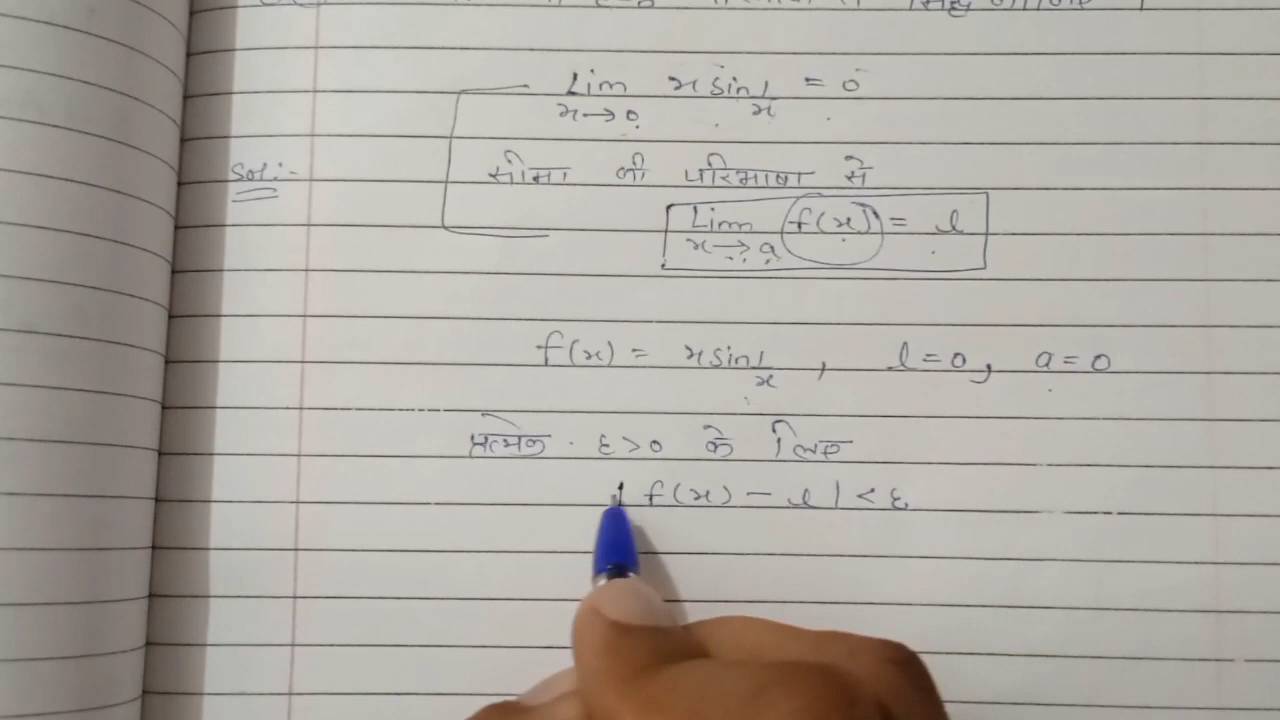 Lim x sin 1/x = 0
x→0
Sol:-
सीमा की परिभाषा से
Lim f(x) = l
x→a
f(x) = x sin 1/x , l=0, a=0
प्रत्येक ε>0 के लिए
| f(x) - l | < ε